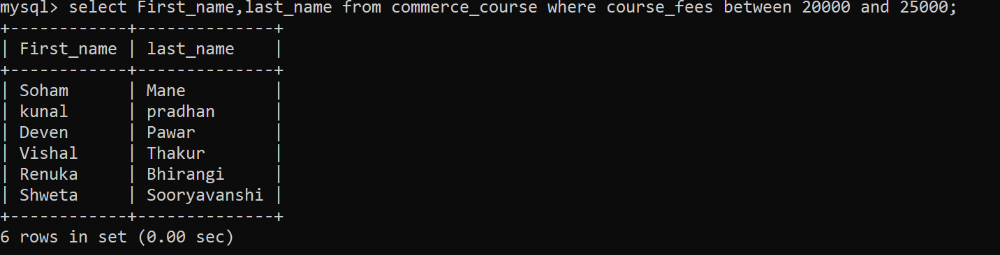 mysql> select First_name,last_name from commerce_course where course_fees between 20000 and 25000;
+------------+--------------+
| First_name | last_name    |
+------------+--------------+
| Soham      | Mane         |
| kunal      | pradhan      |
| Deven      | Pawar        |
| Vishal     | Thakur       |
| Renuka     | Bhirangi     |
| Shweta     | Sooryavanshi |
+------------+--------------+
6 rows in set (0.00 sec)